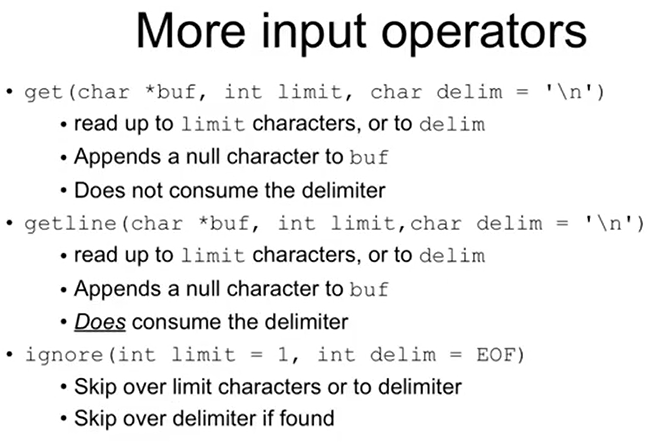 More input operators
• get(char *buf, int limit, char delim = '\n')
• read up to limit characters, or to delim
• Appends a null character to buf
• Does not consume the delimiter
• getline(char *buf, int limit,char delim = '\n')
• read up to limit characters, or to delim
• Appends a null character to buf
• Does consume the delimiter
• ignore(int limit = 1, int delim = EOF)
• Skip over limit characters or to delimiter
• Skip over delimiter if found